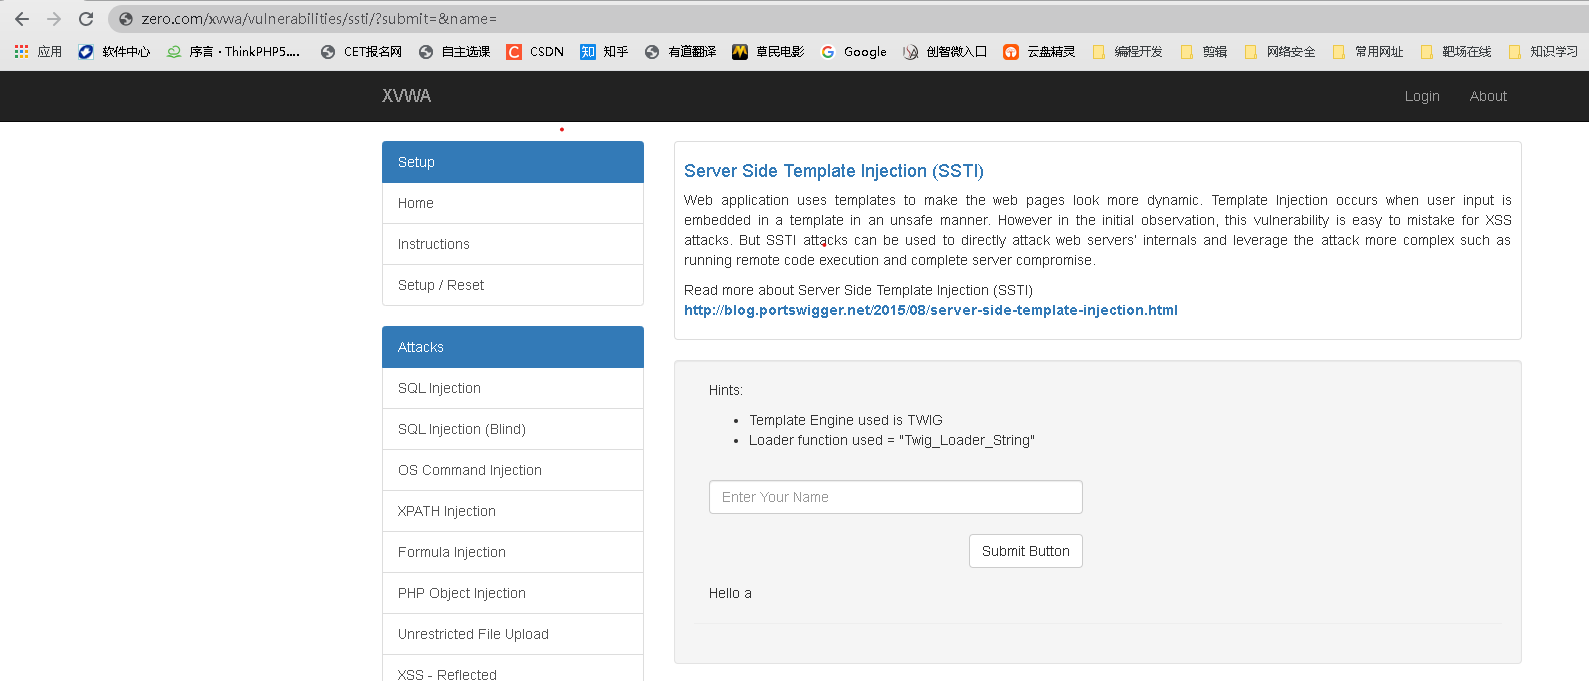 zero.com/xvwa/vulnerabilities/ssti/?submit=&name=
应用 软件中心 序言 · ThinkPHP5.... CET报名网 自主选课 C CSDN 知 知乎 有道翻译 草民电影 G Google 创智微入口 云盘精灵 编程开发 剪辑 网络安全 常用网址 靶场在线 知识学习
XVWA Login About
Setup
Home
Instructions
Setup / Reset
Attacks
SQL Injection
SQL Injection (Blind)
OS Command Injection
XPATH Injection
Formula Injection
PHP Object Injection
Unrestricted File Upload
XSS - Reflected
Server Side Template Injection (SSTI)
Web application uses templates to make the web pages look more dynamic. Template Injection occurs when user input is
embedded in a template in an unsafe manner. However in the initial observation, this vulnerability is easy to mistake for XSS
attacks. But SSTI attacks can be used to directly attack web servers' internals and leverage the attack more complex such as
running remote code execution and complete server compromise.
Read more about Server Side Template Injection (SSTI)
http://blog.portswigger.net/2015/08/server-side-template-injection.html
Hints:
• Template Engine used is TWIG
• Loader function used = "Twig_Loader_String"
Enter Your Name
Submit Button
Hello a